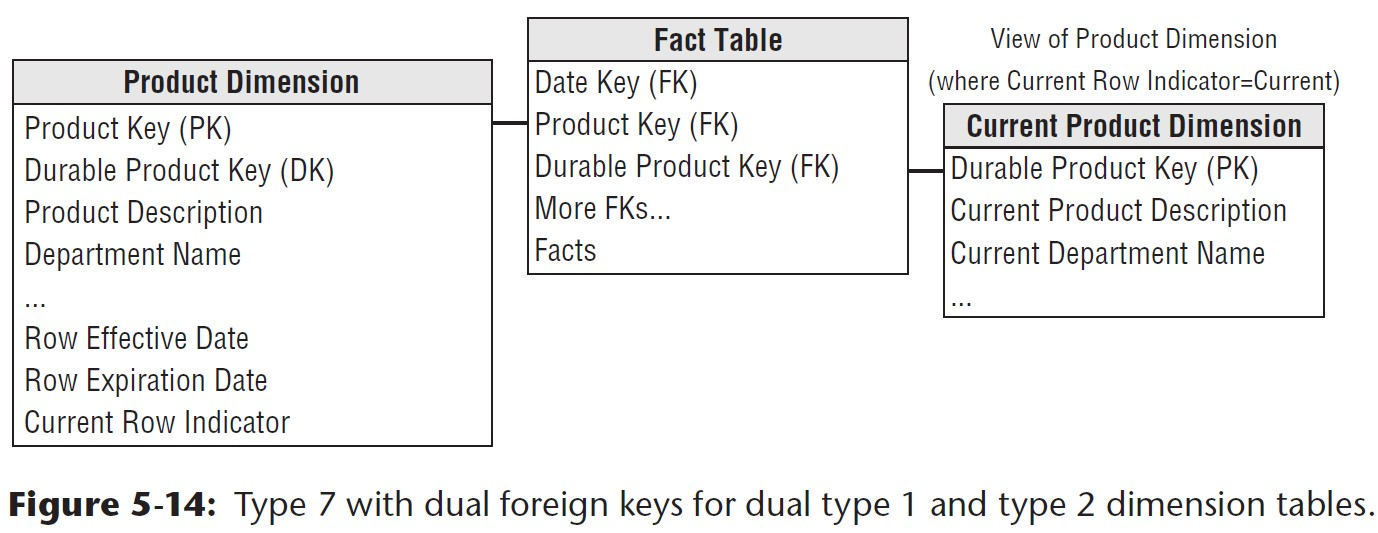 Product Dimension
Product Key (PK)
Durable Product Key (DK)
Product Description
Department Name
...
Row Effective Date
Row Expiration Date
Current Row Indicator
Fact Table
Date Key (FK)
Product Key (FK)
Durable Product Key (FK)
More FKs...
Facts
View of Product Dimension
(where Current Row Indicator=Current)
Current Product Dimension
Durable Product Key (PK)
Current Product Description
Current Department Name
...
Figure 5-14: Type 7 with dual foreign keys for dual type 1 and type 2 dimension tables.